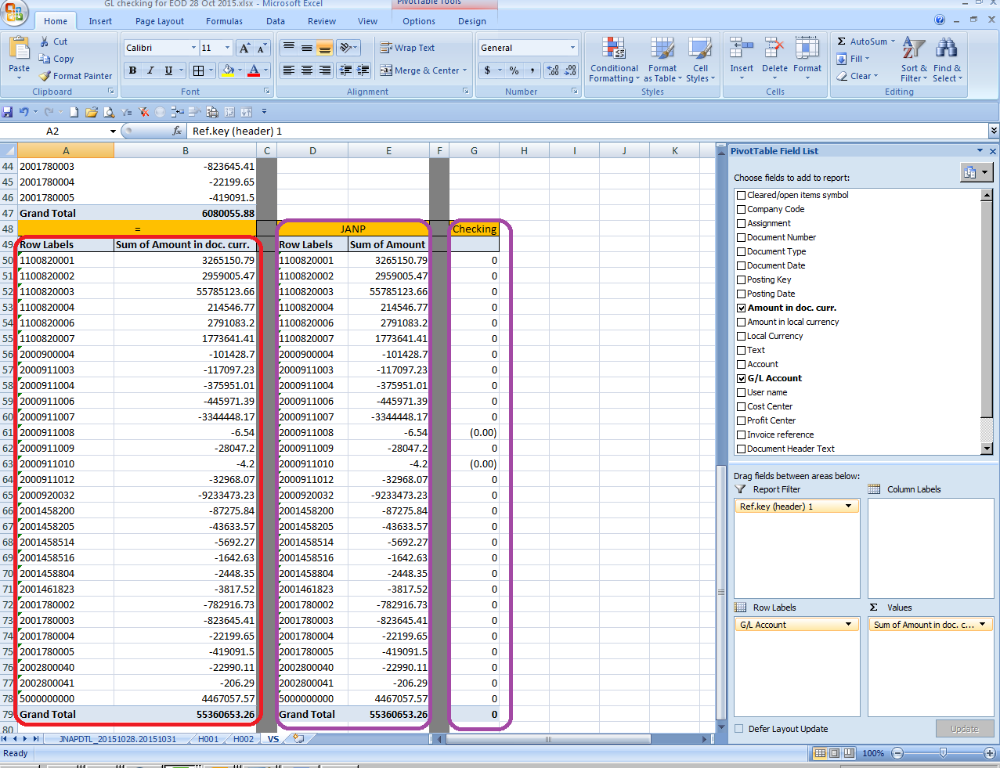 GL checking for EOD 28 Oct 2015.xlsx - Microsoft Excel
PivotTable Tools
Home Insert Page Layout Formulas Data Review View Options Design
Cut Calibri 11 Wrap Text General AutoSum
Copy Fill
Paste Format Painter B I U Merge & Center $ % , Conditional Formatting Format as Table Cell Styles Insert Delete Format Clear Sort & Filter Find & Select
Clipboard Font Alignment Number Styles Cells Editing
A2 fx Ref.key (header) 1
A B C D E F G H I J K
44 2001780003 -823645.41
45 2001780004 -22199.65
46 2001780005 -419091.5
47 Grand Total 6080055.88
48 = JANP Checking
49 Row Labels Sum of Amount in doc. curr. Row Labels Sum of Amount
50 1100820001 3265150.79 1100820001 3265150.79 0
51 1100820002 2959005.47 1100820002 2959005.47 0
52 1100820003 55785123.66 1100820003 55785123.66 0
53 1100820004 214546.77 1100820004 214546.77 0
54 1100820006 2791083.2 1100820006 2791083.2 0
55 1100820007 1773641.41 1100820007 1773641.41 0
56 2000900004 -101428.7 2000900004 -101428.7 0
57 2000911003 -117097.23 2000911003 -117097.23 0
58 2000911004 -375951.01 2000911004 -375951.01 0
59 2000911006 -445971.39 2000911006 -445971.39 0
60 2000911007 -3344448.17 2000911007 -3344448.17 0
61 2000911008 -6.54 2000911008 -6.54 (0.00)
62 2000911009 -28047.2 2000911009 -28047.2 0
63 2000911010 -4.2 2000911010 -4.2 (0.00)
64 2000911012 -32968.07 2000911012 -32968.07 0
65 2000920032 -9233473.23 2000920032 -9233473.23 0
66 2001458200 -87275.84 2001458200 -87275.84 0
67 2001458205 -43633.57 2001458205 -43633.57 0
68 2001458514 -5692.27 2001458514 -5692.27 0
69 2001458516 -1642.63 2001458516 -1642.63 0
70 2001458804 -2448.35 2001458804 -2448.35 0
71 2001461823 -3817.52 2001461823 -3817.52 0
72 2001780002 -782916.73 2001780002 -782916.73 0
73 2001780003 -823645.41 2001780003 -823645.41 0
74 2001780004 -22199.65 2001780004 -22199.65 0
75 2001780005 -419091.5 2001780005 -419091.5 0
76 2002800040 -22990.11 2002800040 -22990.11 0
77 2002800041 -206.29 2002800041 -206.29 0
78 5000000000 4467057.57 5000000000 4467057.57 0
79 Grand Total 55360653.26 Grand Total 55360653.26 0
80
JNAPDTL_20151028.20151031 H001 H002 VS
Ready 100%
PivotTable Field List
Choose fields to add to report:
Cleared/open items symbol
Company Code
Assignment
Document Number
Document Type
Document Date
Posting Key
Posting Date
Amount in doc. curr.
Amount in local currency
Local Currency
Text
Account
G/L Account
User name
Cost Center
Profit Center
Invoice reference
Document Header Text
Drag fields between areas below:
Report Filter Column Labels
Ref.key (header) 1
Row Labels Σ Values
G/L Account Sum of Amount in doc. c...
Defer Layout Update Update